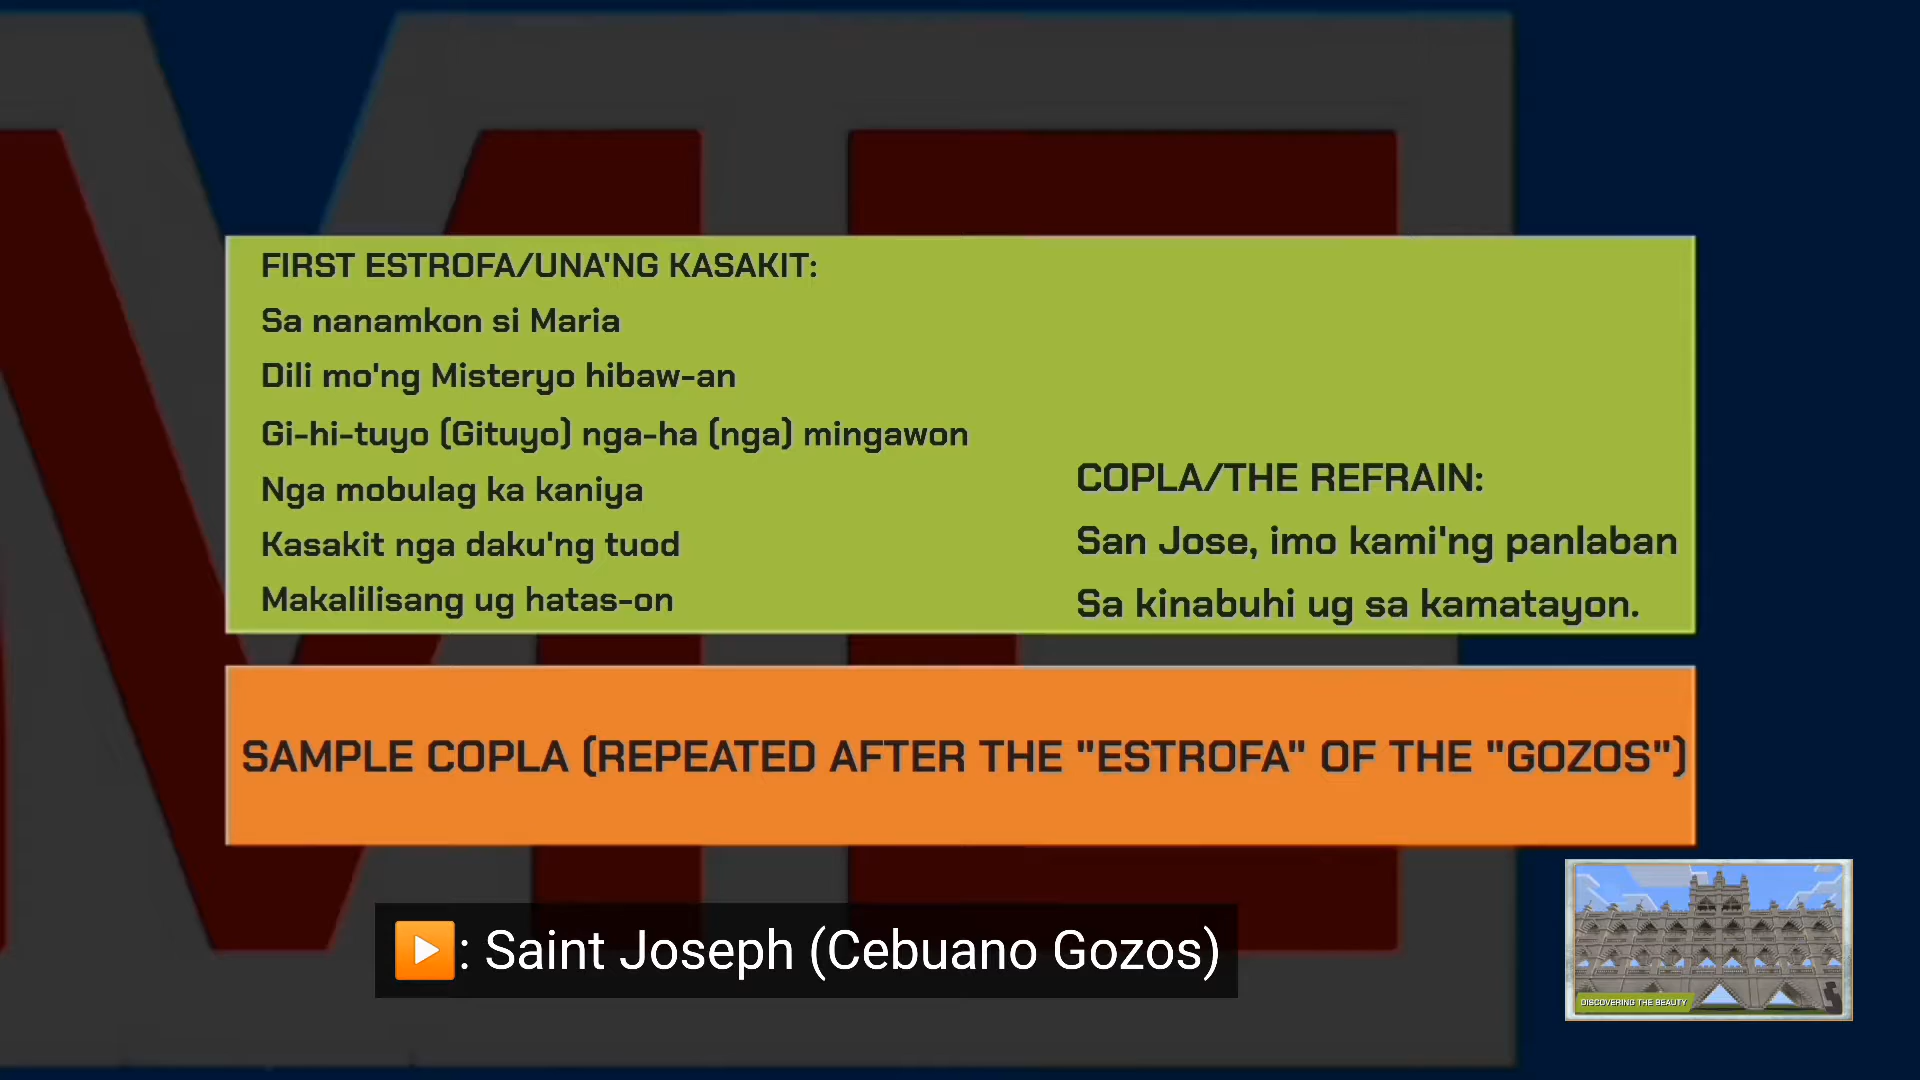 FIRST ESTROFA/UNA'NG KASAKIT:
Sa nanamkon si Maria
Dili mo'ng Misteryo hibaw-an
Gi-hi-tuyo (Gituyo) nga-ha (nga) mingawon
Nga mobulag ka kaniya
Kasakit nga daku'ng tuod
Makalilisang ug hatas-on
COPLA/THE REFRAIN:
San Jose, imo kami'ng panlaban
Sa kinabuhi ug sa kamatayon.
SAMPLE COPLA (REPEATED AFTER THE "ESTROFA" OF THE "GOZOS")
▶️: Saint Joseph (Cebuano Gozos)
DISCOVERING THE BEAUTY